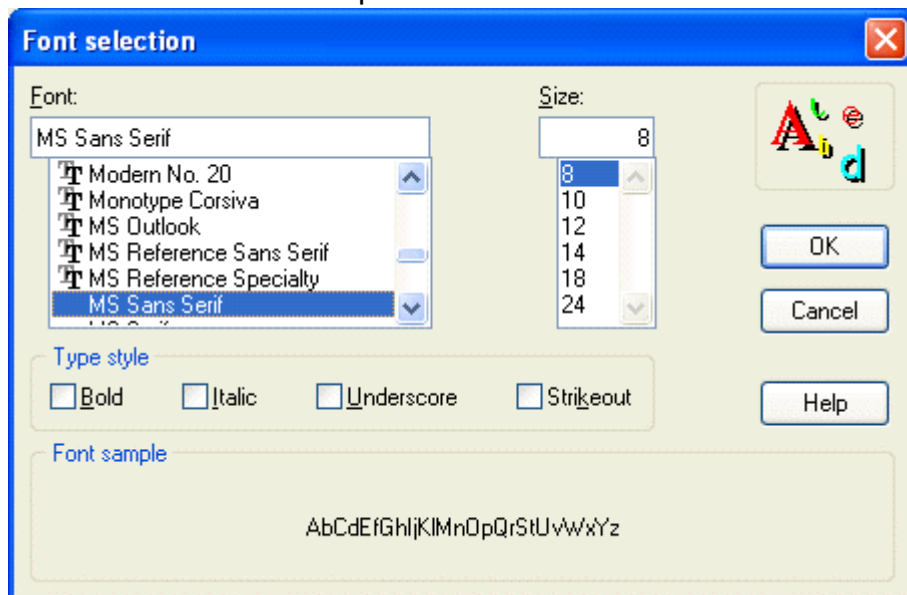 Font selection
Font:
Size:
MS Sans Serif
8
Modern No. 20
Monotype Corsiva
MS Outlook
MS Reference Sans Serif
MS Reference Specialty
MS Sans Serif
8
10
12
14
18
24
OK
Cancel
Help
Type style
Bold Italic Underscore Strikeout
Font sample
AbCdEfGhIjKlMnOpQrStUvWxYz